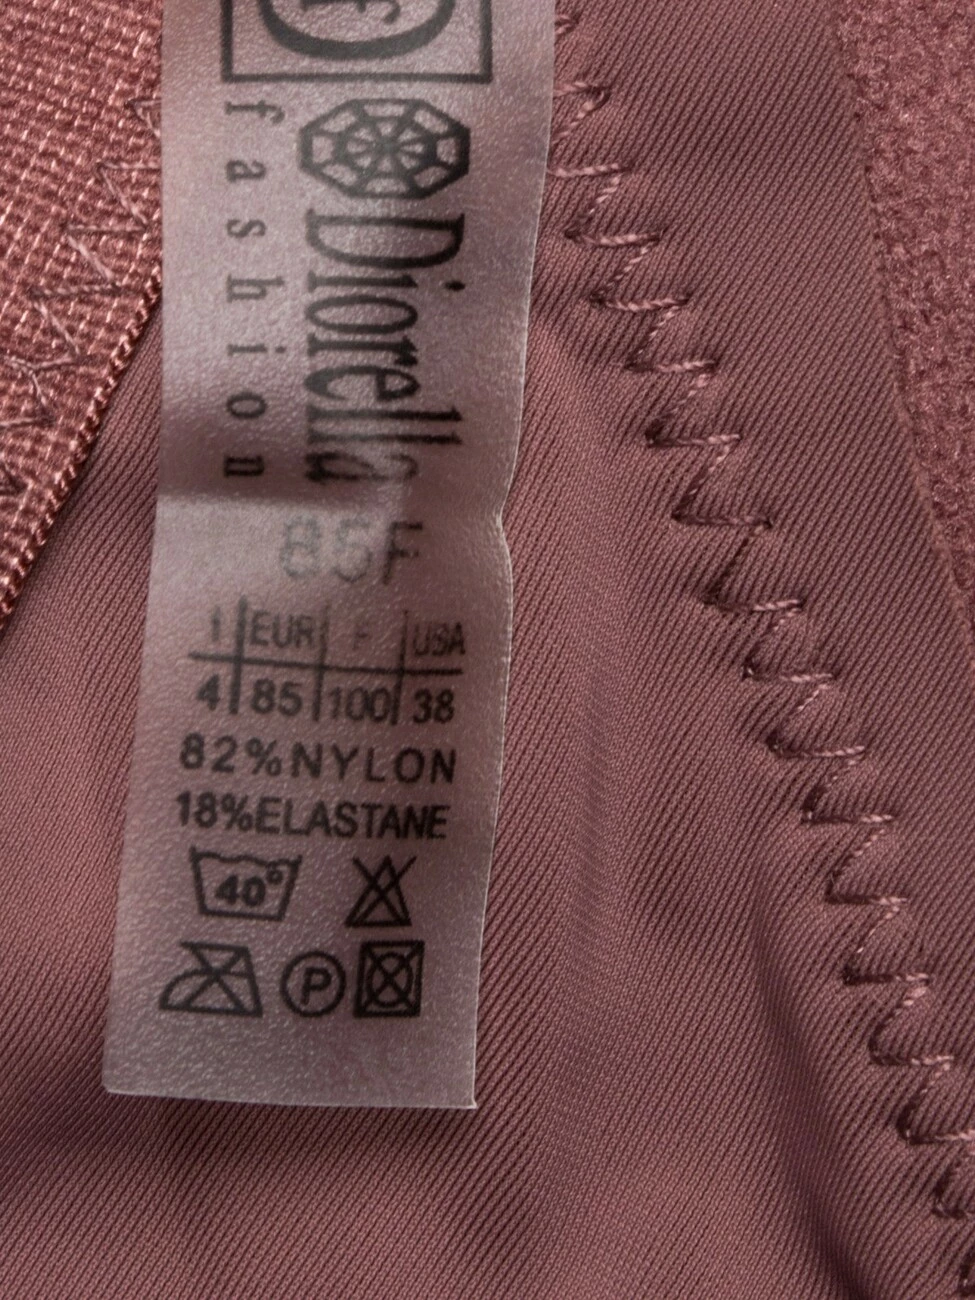 f
Diorella
fashion
85F
I EUR F USA
4 85 100 38
82%NYLON
18%ELASTANE
40°
P